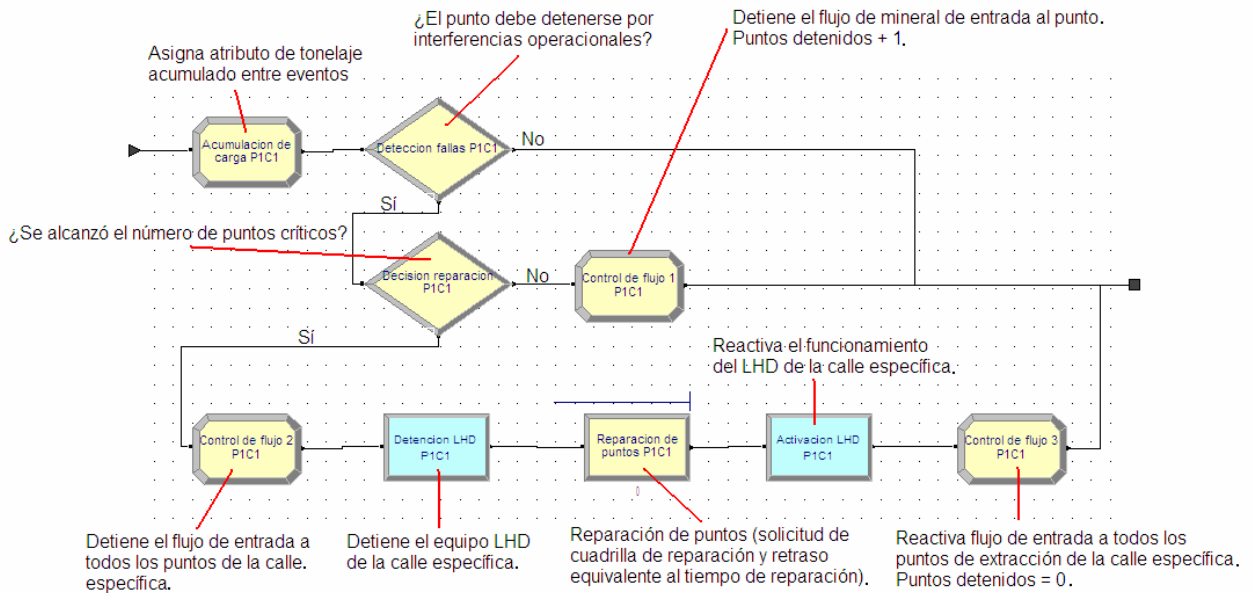 ¿El punto debe detenerse por
interferencias operacionales?
Detiene el flujo de mineral de entrada al punto.
Puntos detenidos + 1.
Asigna atributo de tonelaje
acumulado entre eventos
Acumulacion de
carga P1C1
Deteccion fallas P1C1
No
Sí
¿Se alcanzó el número de puntos críticos?
Decision reparacion
P1C1
No
Control de flujo 1
P1C1
Sí
Reactiva el funcionamiento
del LHD de la calle específica.
Control de flujo 2
P1C1
Detencion LHD
P1C1
Reparacion de
puntos P1C1
0
Activacion LHD
P1C1
Control de flujo 3
P1C1
Detiene el flujo de entrada a
todos los puntos de la calle.
específica.
Detiene el equipo LHD
de la calle específica.
Reparación de puntos (solicitud de
cuadrilla de reparación y retraso
equivalente al tiempo de reparación).
Reactiva flujo de entrada a todos los
puntos de extracción de la calle específica.
Puntos detenidos = 0.